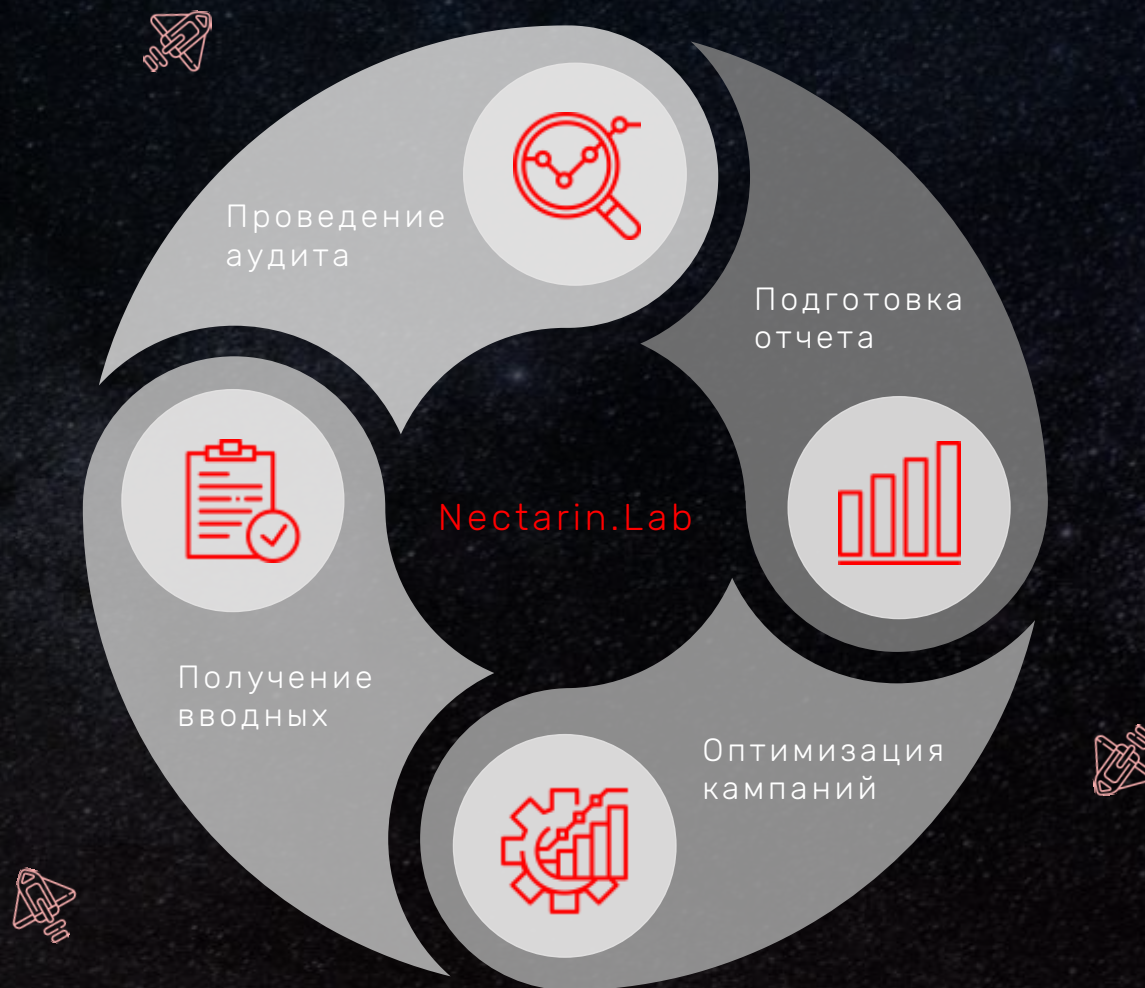 Проведение
аудита
Подготовка
отчета
Nectarin.Lab
Получение
вводных
Оптимизация
кампаний